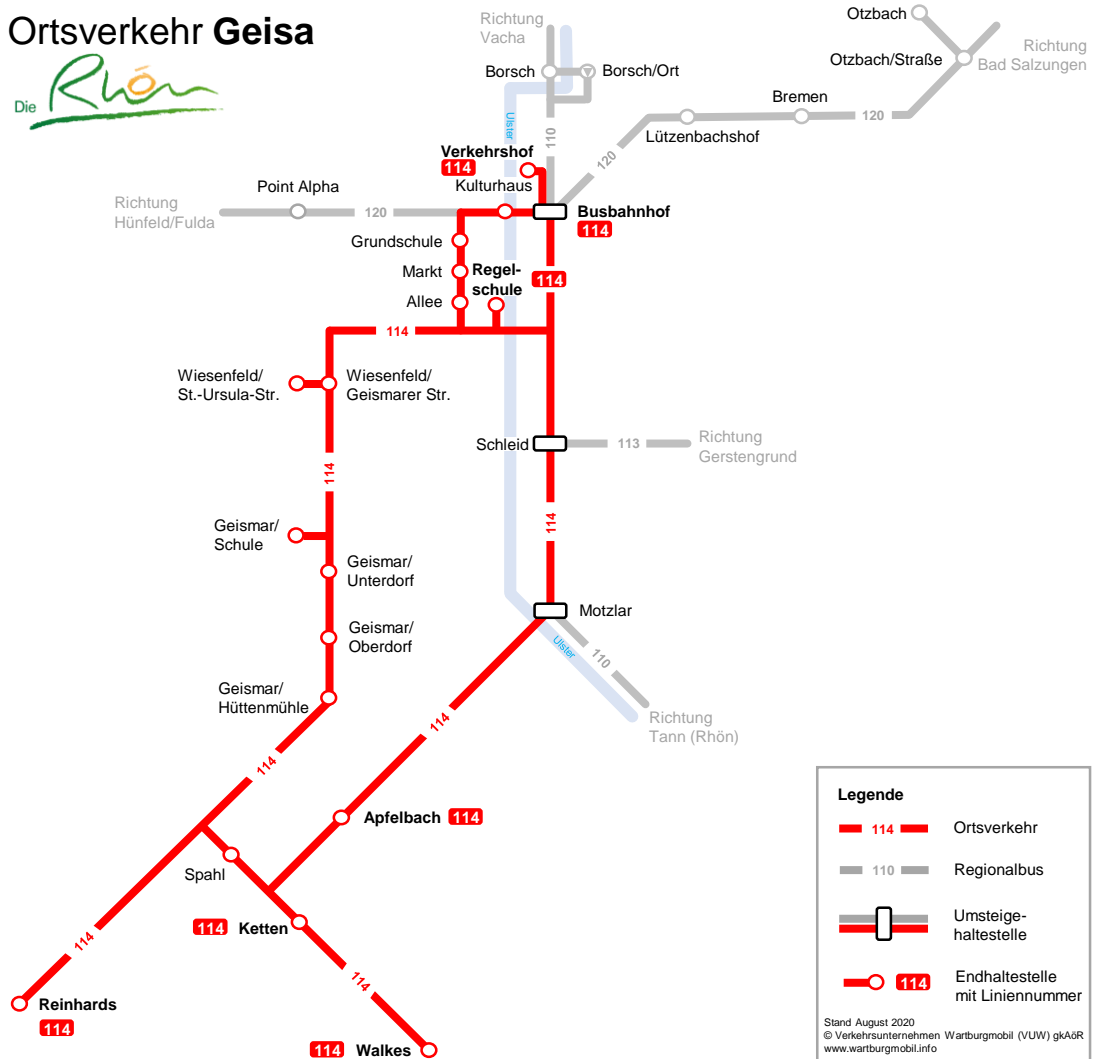 Ortsverkehr Geisa
Die Rhön
Richtung
Vacha
Borsch
Borsch/Ort
Otzbach
Otzbach/Straße
Richtung
Bad Salzungen
Bremen
120
Lützenbachshof
120
110
Ulster
Verkehrshof
114
Kulturhaus
Point Alpha
Richtung
Hünfeld/Fulda
120
Busbahnhof
114
Grundschule
Markt
Allee
Regel-
schule
114
114
Wiesenfeld/
St.-Ursula-Str.
Wiesenfeld/
Geismarer Str.
Schleid
113
Richtung
Gerstengrund
114
114
Geismar/
Schule
Geismar/
Unterdorf
Geismar/
Oberdorf
Geismar/
Hüttenmühle
Motzlar
Ulster
110
Richtung
Tann (Rhön)
114
114
Apfelbach 114
Spahl
114 Ketten
114
114
Reinhards
114
114 Walkes
Legende
114 Ortsverkehr
110 Regionalbus
Umsteige-
haltestelle
114 Endhaltestelle
mit Liniennummer
Stand August 2020
© Verkehrsunternehmen Wartburgmobil (VUW) gkAöR
www.wartburgmobil.info